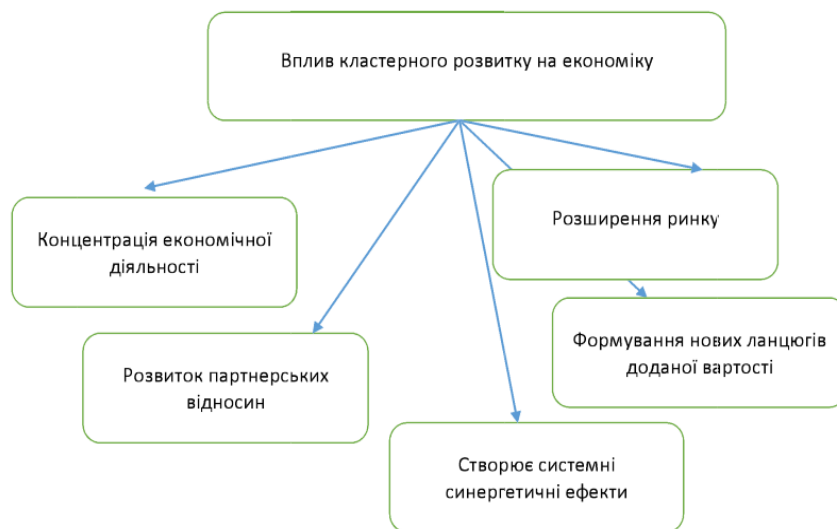 Вплив кластерного розвитку на економіку
Концентрація економічної
діяльності
Розширення ринку
Розвиток партнерських
відносин
Формування нових ланцюгів
доданої вартості
Створює системні
синергетичні ефекти